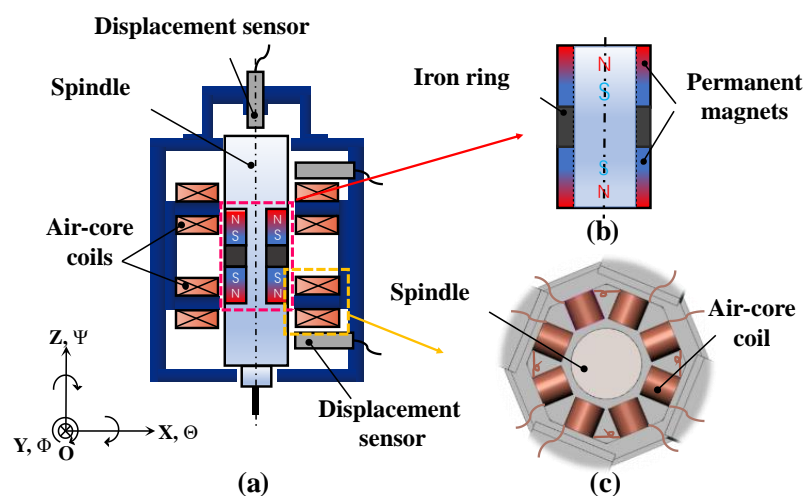 Displacement sensor
Spindle
N
S
N
S
S
N
S
N
Air-core
coils
Z, Ψ
Y, Φ
O
X, Θ
Displacement
sensor
(a)
Iron ring
N
S
S
N
Permanent
magnets
(b)
Spindle
Air-core
coil
(c)